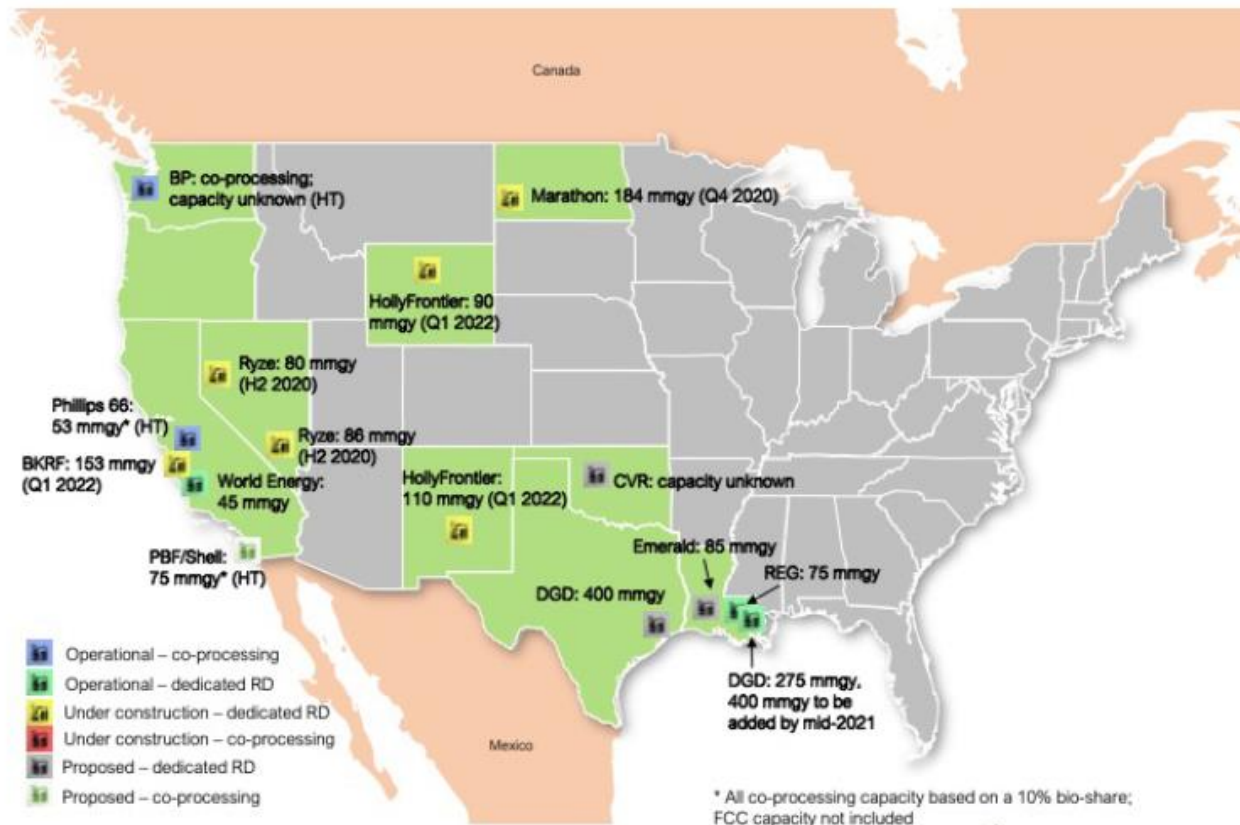 Canada
BP: co-processing;
capacity unknown (HT)
Marathon: 184 mmgy (Q4 2020)
HollyFrontier: 90
mmgy (Q1 2022)
Ryze: 80 mmgy
(H2 2020)
Phillips 66:
53 mmgy* (HT)
Ryze: 86 mmgy
(H2 2020)
BKRF: 153 mmgy
(Q1 2022)
World Energy:
45 mmgy
HollyFrontier:
110 mmgy (Q1 2022)
CVR: capacity unknown
PBF/Shell:
75 mmgy* (HT)
Emerald: 85 mmgy
REG: 75 mmgy
DGD: 400 mmgy
DGD: 275 mmgy,
400 mmgy to be
added by mid-2021
Mexico
Operational – co-processing
Operational – dedicated RD
Under construction – dedicated RD
Under construction – co-processing
Proposed – dedicated RD
Proposed – co-processing
* All co-processing capacity based on a 10% bio-share;
FCC capacity not included